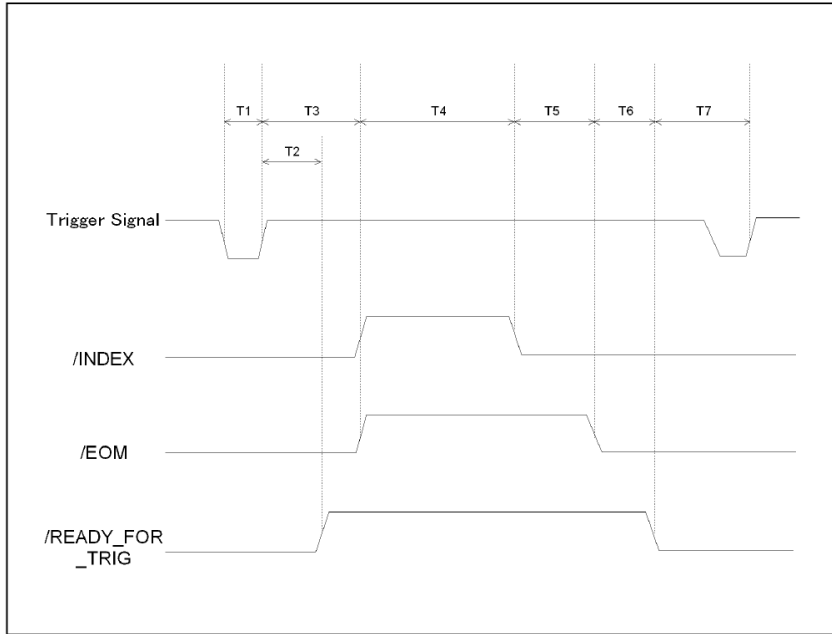 T1 T3 T4 T5 T6 T7
T2
Trigger Signal
/INDEX
/EOM
/READY_FOR
_TRIG